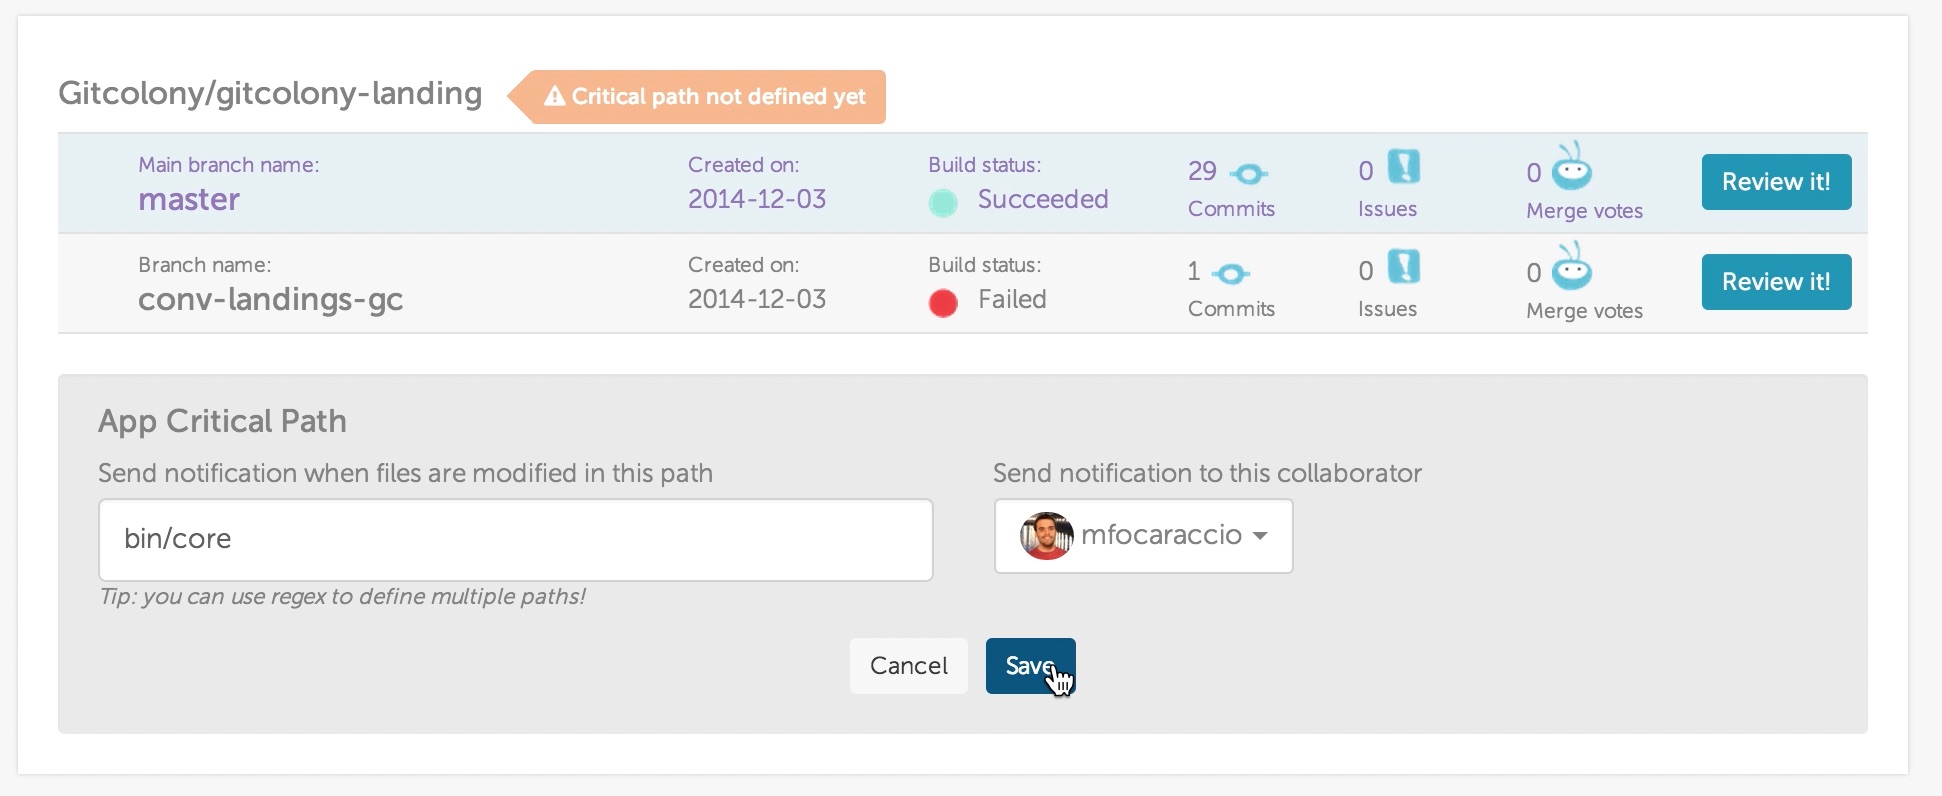 Gitcolony/gitcolony-landing
Critical path not defined yet
Main branch name:
master
Created on:
2014-12-03
Build status:
Succeeded
29
Commits
0
Issues
0
Merge votes
Review it!
Branch name:
conv-landings-gc
Created on:
2014-12-03
Build status:
Failed
1
Commits
0
Issues
0
Merge votes
Review it!
App Critical Path
Send notification when files are modified in this path
bin/core
Tip: you can use regex to define multiple paths!
Send notification to this collaborator
mfocaraccio
Cancel
Save